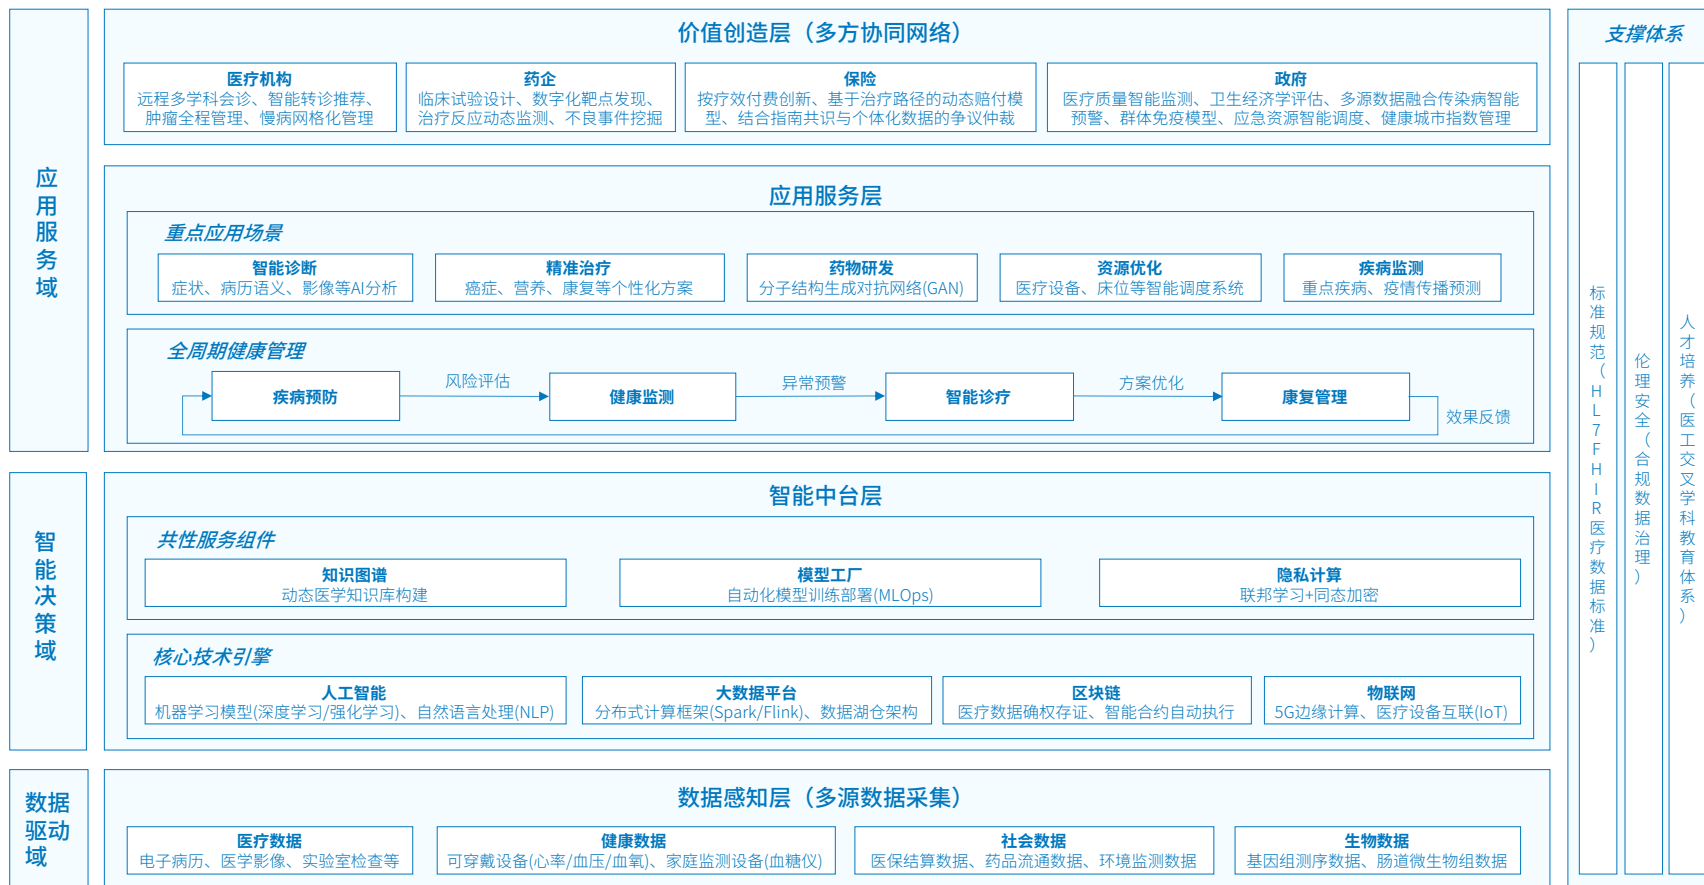 应用服务域
价值创造层（多方协同网络）
医疗机构
远程多学科会诊、智能转诊推荐、
肿瘤全程管理、慢病网格化管理
药企
临床试验设计、数字化靶点发现、
治疗反应动态监测、不良事件挖掘
保险
按疗效付费创新、基于治疗路径的动态赔付模
型、结合指南共识与个体化数据的争议仲裁
政府
医疗质量智能监测、卫生经济学评估、多源数据融合传染病智能
预警、群体免疫模型、应急资源智能调度、健康城市指数管理
应用服务层
重点应用场景
智能诊断
症状、病历语义、影像等AI分析
精准治疗
癌症、营养、康复等个性化方案
药物研发
分子结构生成对抗网络(GAN)
资源优化
医疗设备、床位等智能调度系统
疾病监测
重点疾病、疫情传播预测
全周期健康管理
疾病预防
风险评估
健康监测
异常预警
智能诊疗
方案优化
康复管理
效果反馈
智能决策域
智能中台层
共性服务组件
知识图谱
动态医学知识库构建
模型工厂
自动化模型训练部署(MLOps)
隐私计算
联邦学习+同态加密
核心技术引擎
人工智能
机器学习模型(深度学习/强化学习)、自然语言处理(NLP)
大数据平台
分布式计算框架(Spark/Flink)、数据湖仓架构
区块链
医疗数据确权存证、智能合约自动执行
物联网
5G边缘计算、医疗设备互联(IoT)
数据
驱动
域
数据感知层（多源数据采集）
医疗数据
电子病历、医学影像、实验室检查等
健康数据
可穿戴设备(心率/血压/血氧)、家庭监测设备(血糖仪)
社会数据
医保结算数据、药品流通数据、环境监测数据
生物数据
基因组测序数据、肠道微生物组数据
支撑体系
标准规范（HL7FHIR医疗数据标准）
伦理安全（合规数据治理）
人才培养（医工交叉学科教育体系）